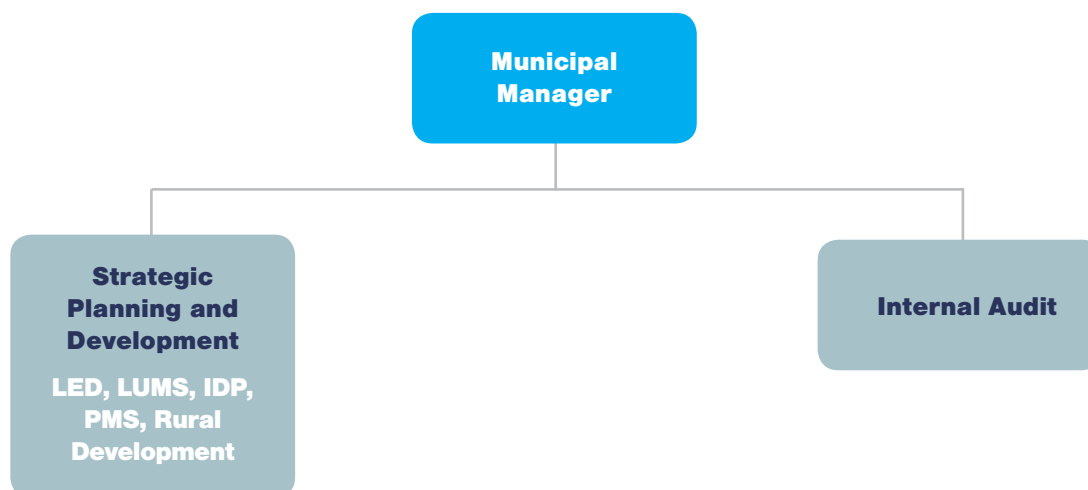 Municipal
Manager
Strategic
Planning and
Development
LED, LUMS, IDP,
PMS, Rural
Development
Internal Audit